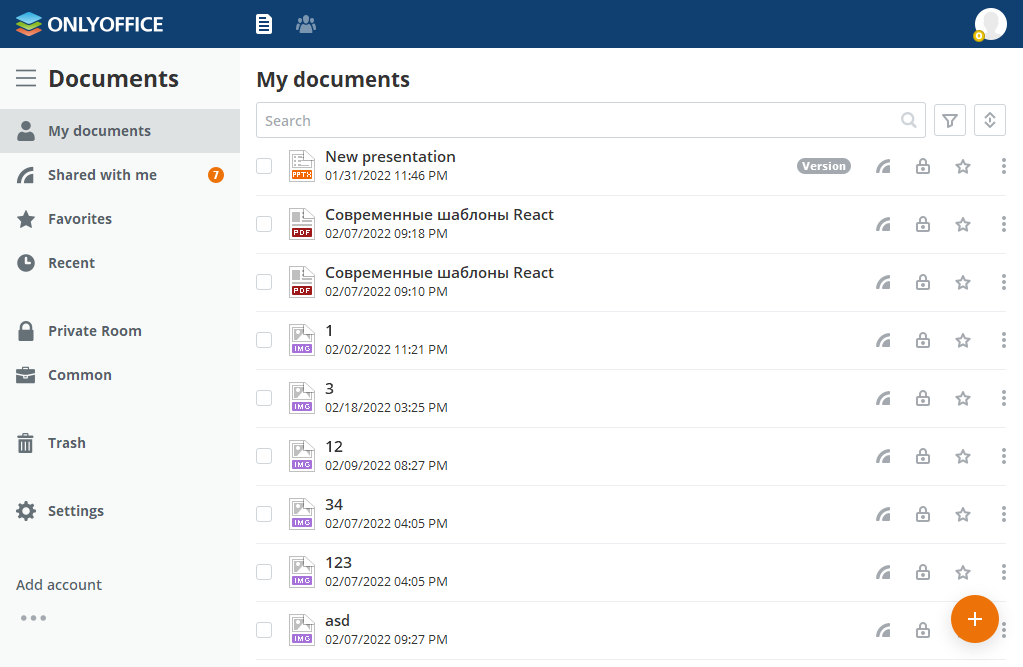 ONLYOFFICE
Documents
My documents
Shared with me 7
Favorites
Recent
Private Room
Common
Trash
Settings
Add account
My documents
Search
New presentation
01/31/2022 11:46 PM
Version
PPTX
Современные шаблоны React
02/07/2022 09:18 PM
PDF
Современные шаблоны React
02/07/2022 09:10 PM
PDF
1
02/02/2022 11:21 PM
IMG
3
02/18/2022 03:25 PM
IMG
12
02/09/2022 08:27 PM
IMG
34
02/07/2022 04:05 PM
IMG
123
02/07/2022 04:05 PM
IMG
asd
02/07/2022 09:27 PM
IMG